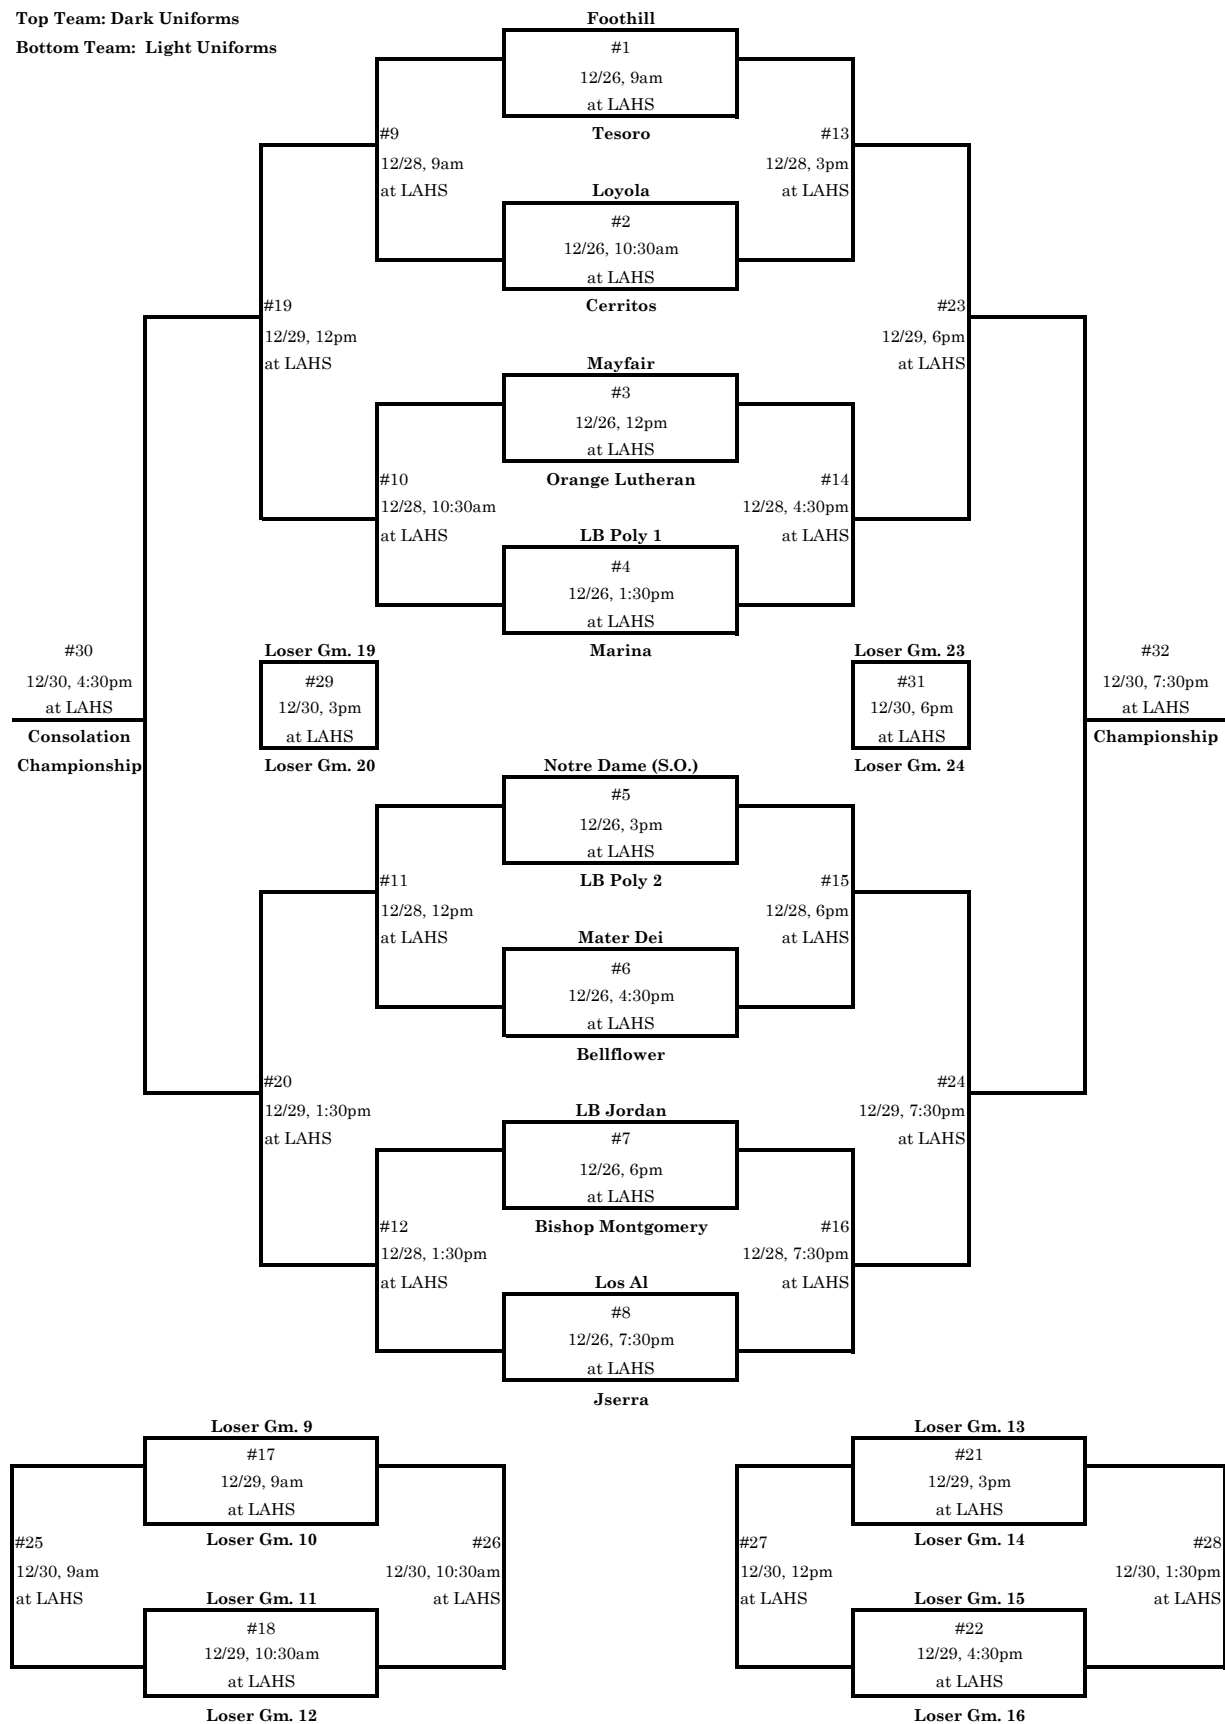 Top Team: Dark Uniforms
Bottom Team:  Light Uniforms
Foothill
#1
12/26, 9am
at LAHS
Tesoro
#9
12/28, 9am
at LAHS
#13
12/28, 3pm
at LAHS
Loyola
#2
12/26, 10:30am
at LAHS
Cerritos
#19
12/29, 12pm
at LAHS
#23
12/29, 6pm
at LAHS
Mayfair
#3
12/26, 12pm
at LAHS
Orange Lutheran
#10
12/28, 10:30am
at LAHS
#14
12/28, 4:30pm
at LAHS
LB Poly 1
#4
12/26, 1:30pm
at LAHS
Marina
#30
12/30, 4:30pm
at LAHS
Consolation
Championship
Loser Gm. 19
#29
12/30, 3pm
at LAHS
Loser Gm. 20
Loser Gm. 23
#31
12/30, 6pm
at LAHS
Loser Gm. 24
#32
12/30, 7:30pm
at LAHS
Championship
Notre Dame (S.O.)
#5
12/26, 3pm
at LAHS
LB Poly 2
#11
12/28, 12pm
at LAHS
#15
12/28, 6pm
at LAHS
Mater Dei
#6
12/26, 4:30pm
at LAHS
Bellflower
#20
12/29, 1:30pm
at LAHS
#24
12/29, 7:30pm
at LAHS
LB Jordan
#7
12/26, 6pm
at LAHS
Bishop Montgomery
#12
12/28, 1:30pm
at LAHS
#16
12/28, 7:30pm
at LAHS
Los Al
#8
12/26, 7:30pm
at LAHS
Jserra
Loser Gm. 9
#17
12/29, 9am
at LAHS
Loser Gm. 10
#25
12/30, 9am
at LAHS
#26
12/30, 10:30am
at LAHS
Loser Gm. 11
#18
12/29, 10:30am
at LAHS
Loser Gm. 12
Loser Gm. 13
#21
12/29, 3pm
at LAHS
Loser Gm. 14
#27
12/30, 12pm
at LAHS
#28
12/30, 1:30pm
at LAHS
Loser Gm. 15
#22
12/29, 4:30pm
at LAHS
Loser Gm. 16